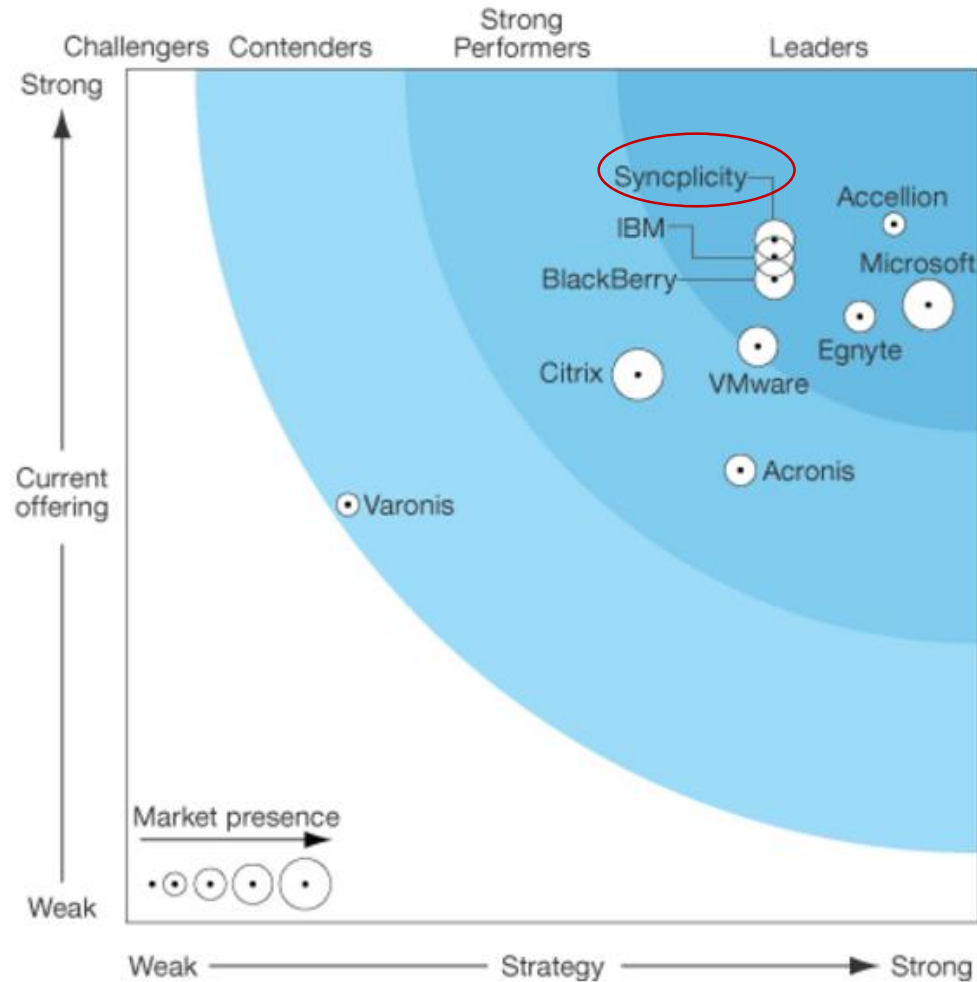 Challengers
Contenders
Strong
Performers
Leaders
Strong
Syncplicity
Accellion
IBM
Microsoft
BlackBerry
Egnyte
Citrix
VMware
Acronis
Current
offering
Varonis
Market presence
Weak
Weak
Strategy
Strong